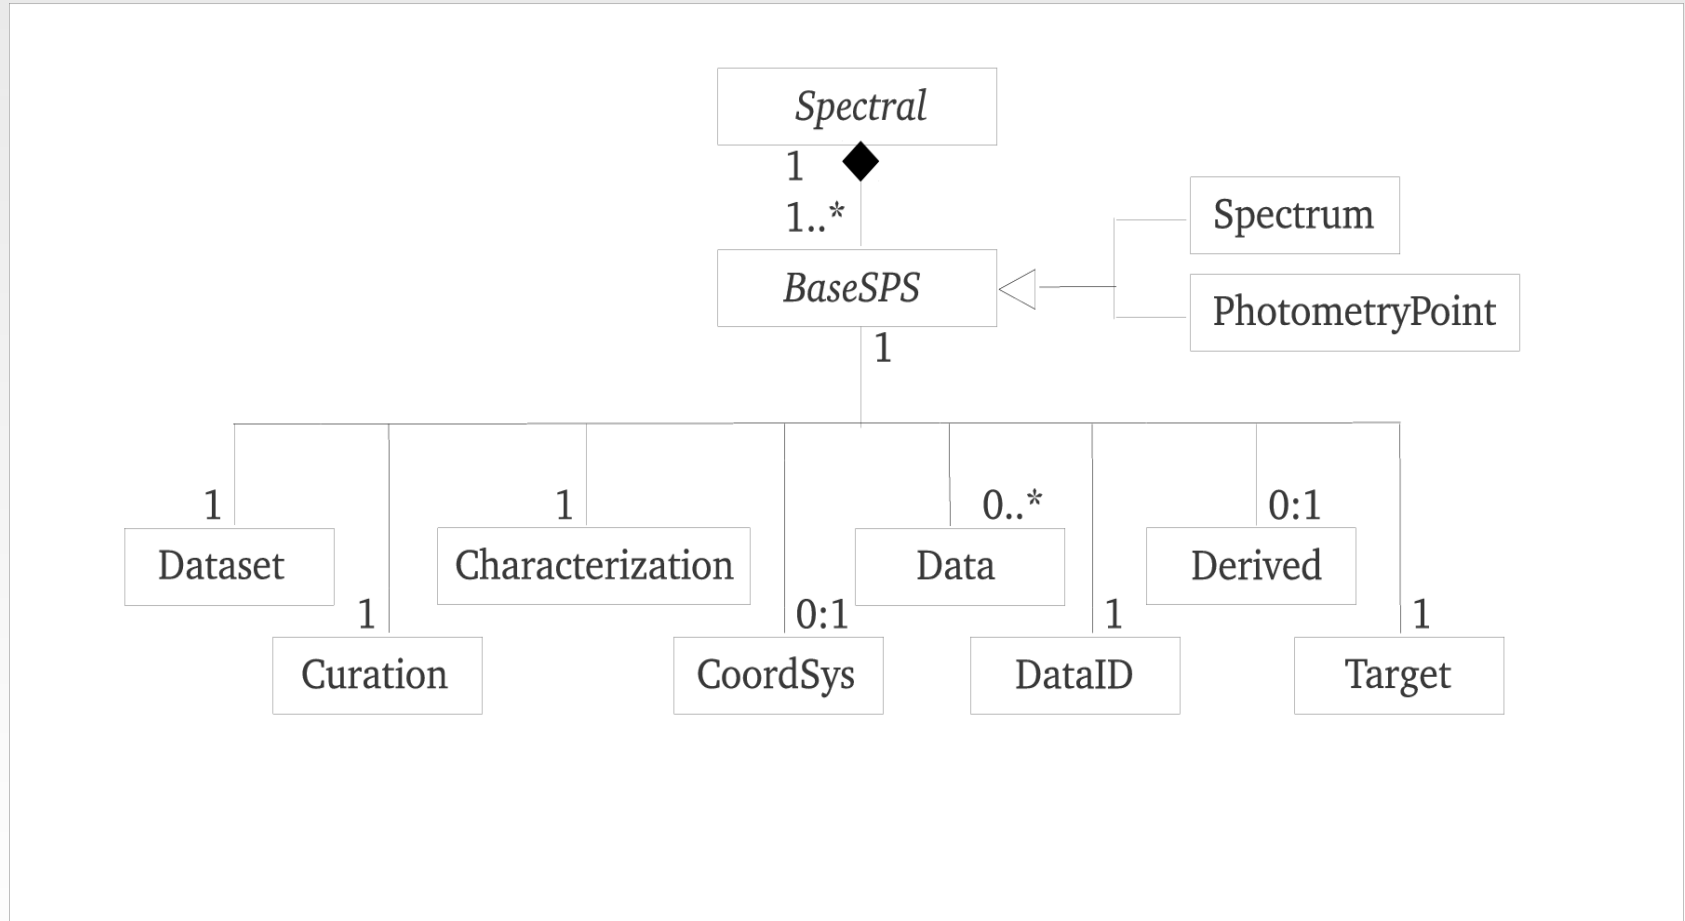 Spectral
1
1..*
Spectrum
BaseSPS
PhotometryPoint
1
1
1
0..*
0:1
Dataset
Characterization
Data
Derived
1
0:1
1
1
Curation
CoordSys
DataID
Target